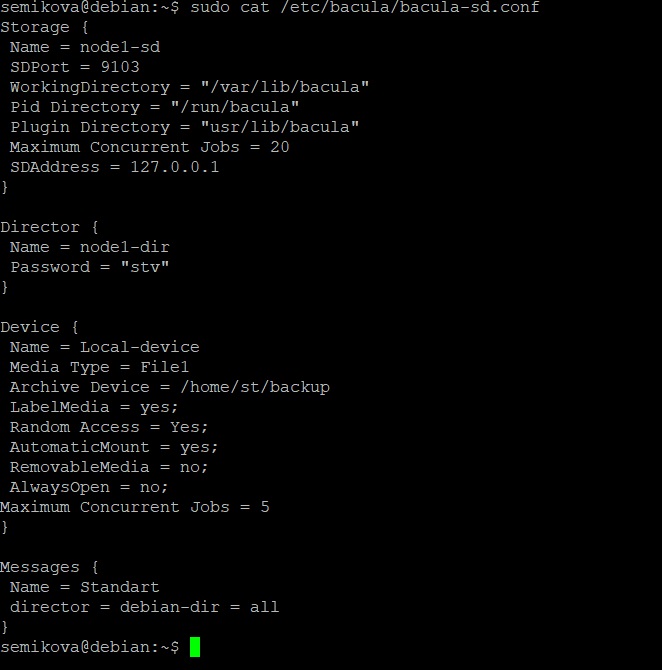 semikova@debian:~$ sudo cat /etc/bacula/bacula-sd.conf
Storage {
 Name = node1-sd
 SDPort = 9103
 WorkingDirectory = "/var/lib/bacula"
 Pid Directory = "/run/bacula"
 Plugin Directory = "usr/lib/bacula"
 Maximum Concurrent Jobs = 20
 SDAddress = 127.0.0.1
}

Director {
 Name = node1-dir
 Password = "stv"
}

Device {
 Name = Local-device
 Media Type = File1
 Archive Device = /home/st/backup
 LabelMedia = yes;
 Random Access = Yes;
 AutomaticMount = yes;
 RemovableMedia = no;
 AlwaysOpen = no;
Maximum Concurrent Jobs = 5
}

Messages {
 Name = Standart
 director = debian-dir = all
}
semikova@debian:~$